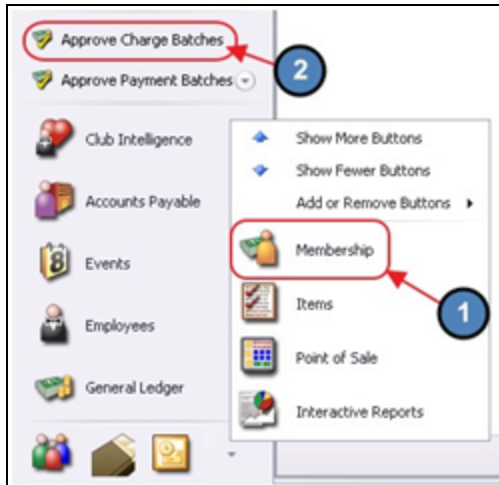 Approve Charge Batches
2
Approve Payment Batches
Club Intelligence
Accounts Payable
8
Events
Employees
General Ledger
Show More Buttons
Show Fewer Buttons
Add or Remove Buttons
Membership
1
Items
Point of Sale
Interactive Reports